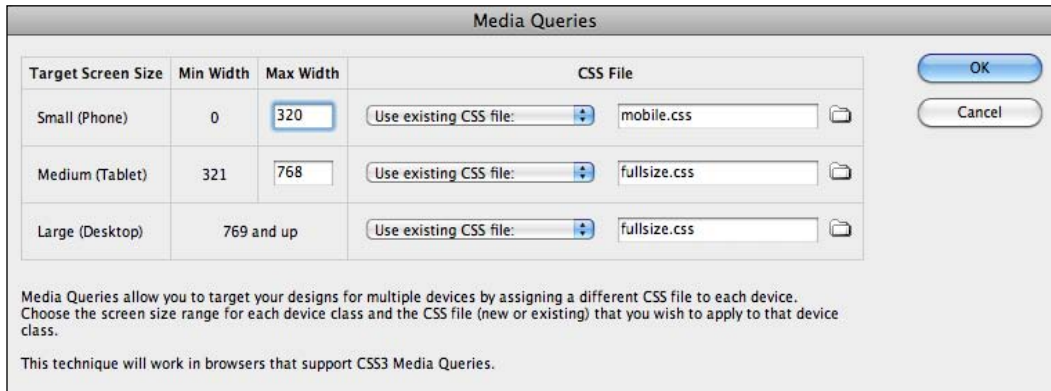 Media Queries
Target Screen Size Min Width Max Width CSS File
OK
Small (Phone) 0 320 Use existing CSS file: mobile.css
Cancel
Medium (Tablet) 321 768 Use existing CSS file: fullsize.css
Large (Desktop) 769 and up Use existing CSS file: fullsize.css
Media Queries allow you to target your designs for multiple devices by assigning a different CSS file to each device.
Choose the screen size range for each device class and the CSS file (new or existing) that you wish to apply to that device
class.
This technique will work in browsers that support CSS3 Media Queries.